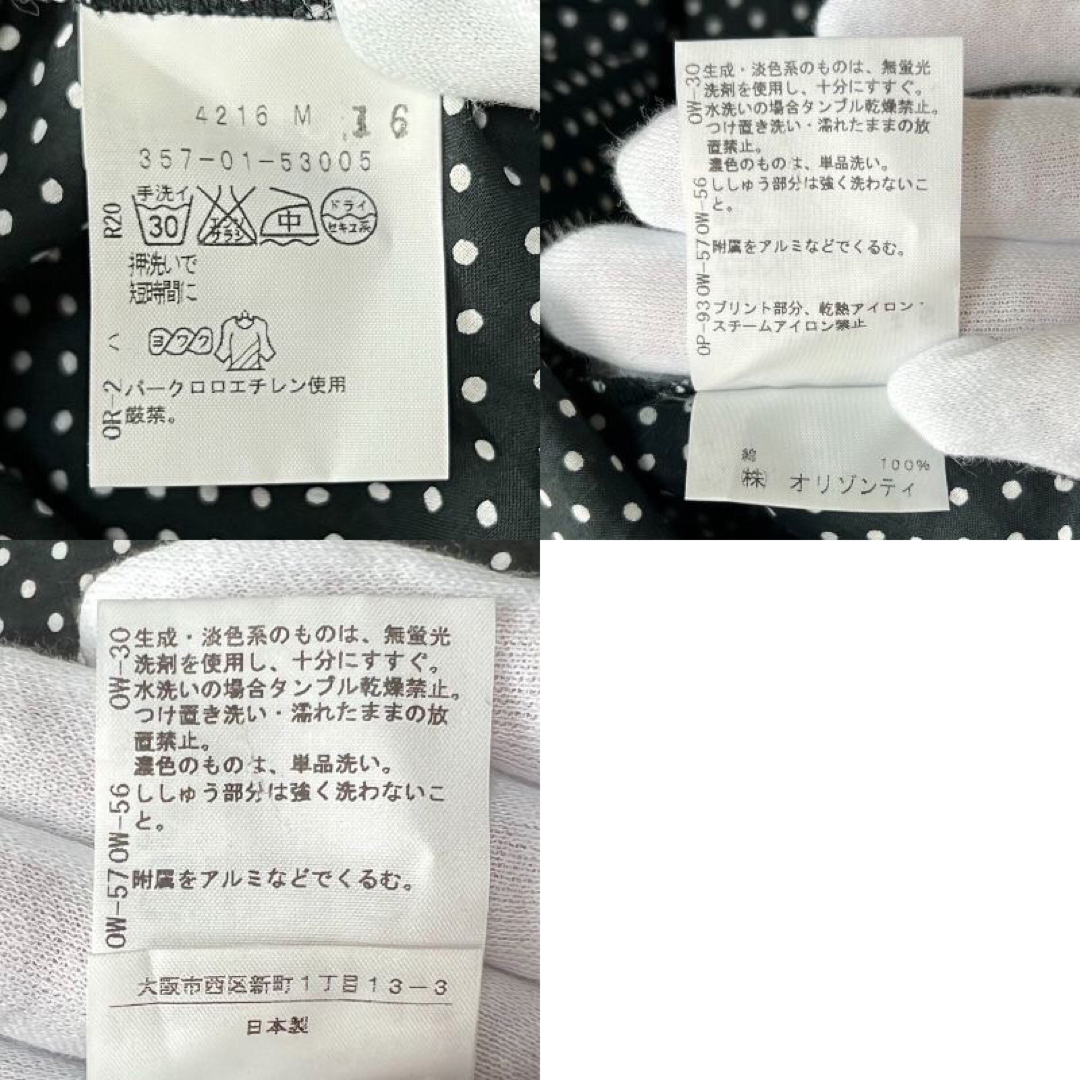 4216 M 16
357-01-53005
R20
手洗イ
30
エンソ
サラシ
中
ドライ
セキユ系
押洗いで
短時間に
ヨワク
OR-2
パークロロエチレン使用
厳禁。
OW-30
生成・淡色系のものは、無蛍光
洗剤を使用し、十分にすすぐ。
水洗いの場合タンブル乾燥禁止。
つけ置き洗い・濡れたままの放
置禁止。
濃色のものは、単品洗い。
OW-56
ししゅう部分は強く洗わないこ
と。
OW-57
附属をアルミなどでくるむ。
OP-93
プリント部分、乾熱アイロン・
スチームアイロン禁止
綿 100%
㈱ オリゾンティ
OW-30
生成・淡色系のものは、無蛍光
洗剤を使用し、十分にすすぐ。
水洗いの場合タンブル乾燥禁止。
つけ置き洗い・濡れたままの放
置禁止。
濃色のものは、単品洗い。
OW-56
ししゅう部分は強く洗わないこ
と。
OW-57
附属をアルミなどでくるむ。
大阪市西区新町1丁目13-3
日本製